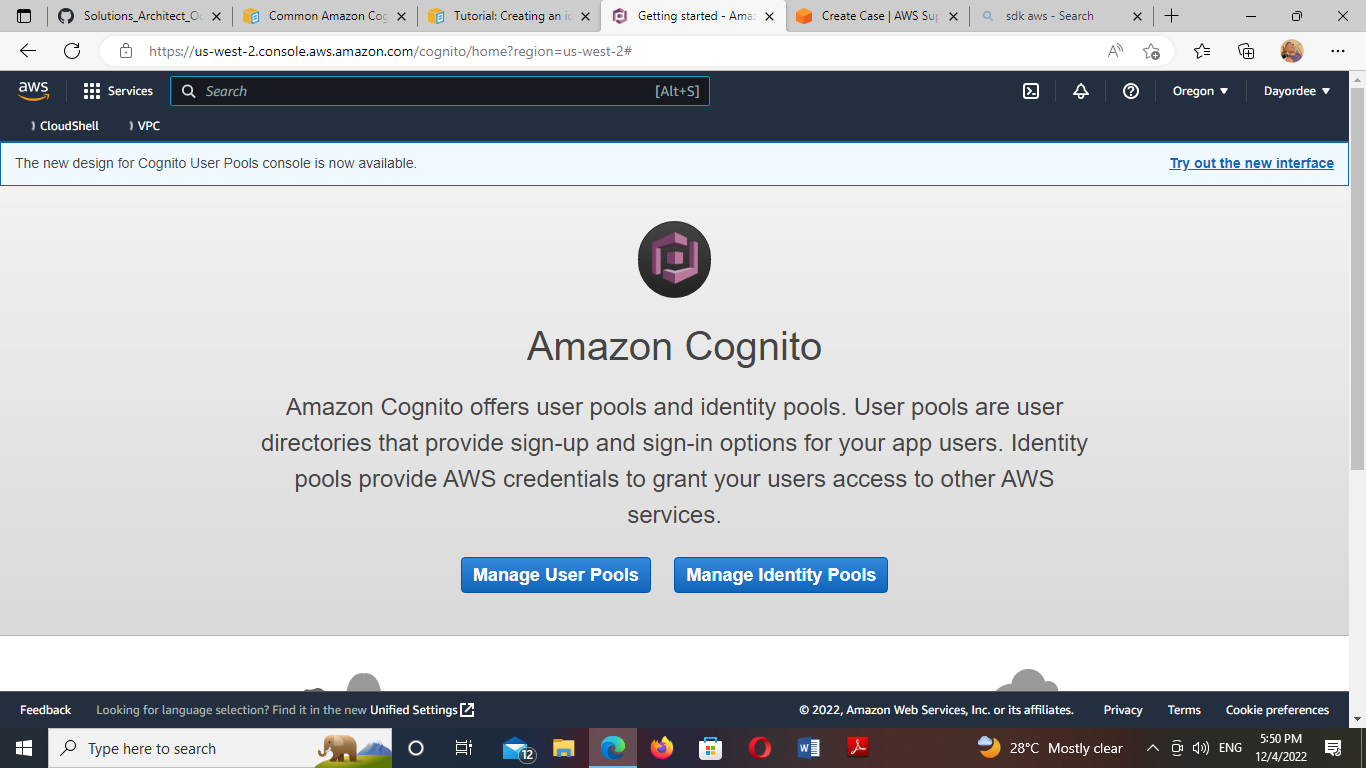 Solutions_Architect_Oc
Common Amazon Cog
Tutorial: Creating an ic
Getting started - Amaz
Create Case | AWS Sup
sdk aws - Search
https://us-west-2.console.aws.amazon.com/cognito/home?region=us-west-2#
aws
Services
Search
[Alt+S]
Oregon
Dayordee
CloudShell
VPC
The new design for Cognito User Pools console is now available.
Try out the new interface
Amazon Cognito
Amazon Cognito offers user pools and identity pools. User pools are user
directories that provide sign-up and sign-in options for your app users. Identity
pools provide AWS credentials to grant your users access to other AWS
services.
Manage User Pools
Manage Identity Pools
Feedback
Looking for language selection? Find it in the new Unified Settings
© 2022, Amazon Web Services, Inc. or its affiliates.
Privacy
Terms
Cookie preferences
Type here to search
12
28°C Mostly clear
ENG
5:50 PM
12/4/2022